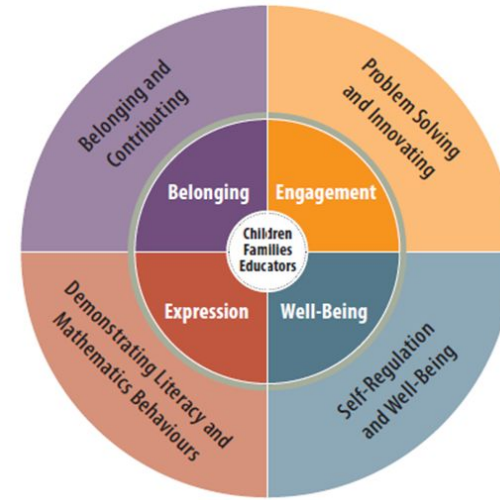 Belonging and
Contributing
Problem Solving
and Innovating
Belonging
Engagement
Children
Families
Educators
Expression
Well-Being
Demonstrating Literacy and
Mathematics Behaviours
Self-Regulation
and Well-Being